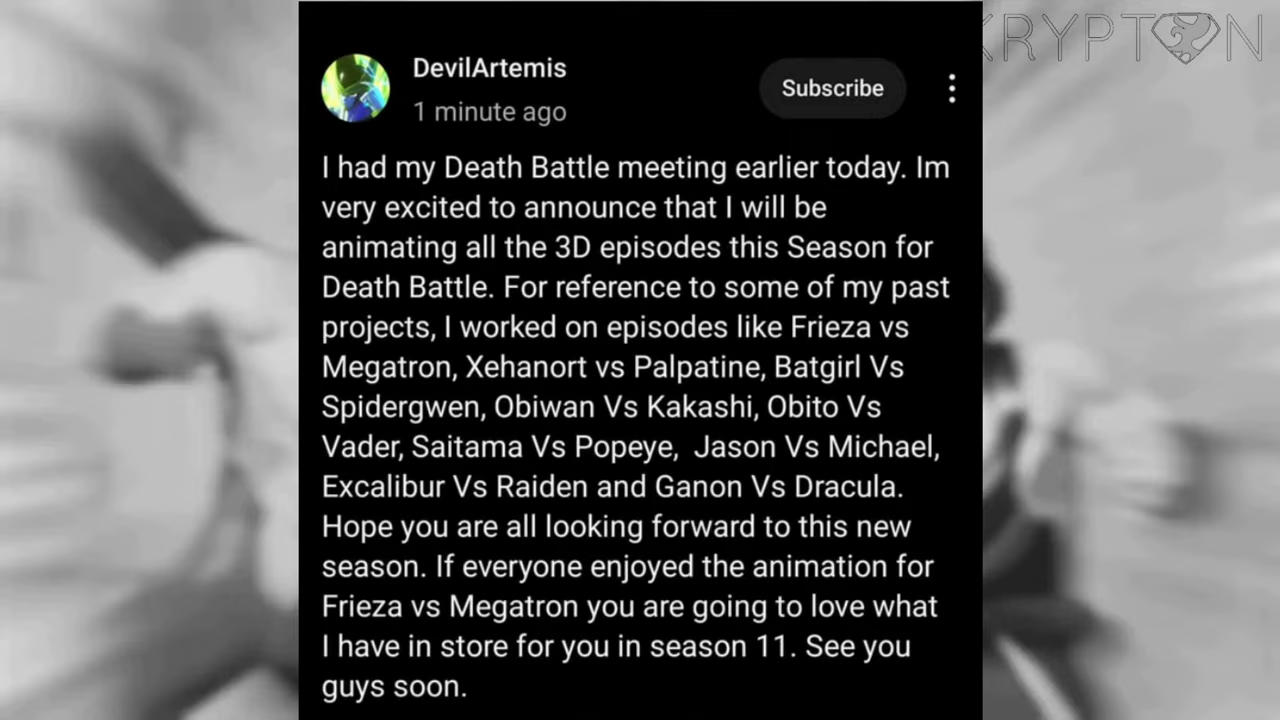 KRYPTON
DevilArtemis
Subscribe
1 minute ago
I had my Death Battle meeting earlier today. Im
very excited to announce that I will be
animating all the 3D episodes this Season for
Death Battle. For reference to some of my past
projects, I worked on episodes like Frieza vs
Megatron, Xehanort vs Palpatine, Batgirl Vs
Spidergwen, Obiwan Vs Kakashi, Obito Vs
Vader, Saitama Vs Popeye,  Jason Vs Michael,
Excalibur Vs Raiden and Ganon Vs Dracula.
Hope you are all looking forward to this new
season. If everyone enjoyed the animation for
Frieza vs Megatron you are going to love what
I have in store for you in season 11. See you
guys soon.